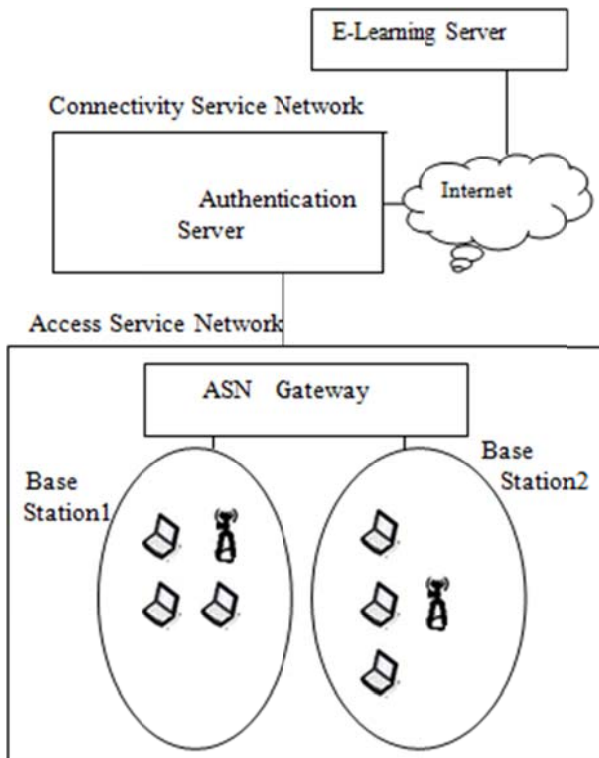 E-Learning Server
Connectivity Service Network
Internet
Authentication
Server
Access Service Network
ASN Gateway
Base
Station1
Base
Station2